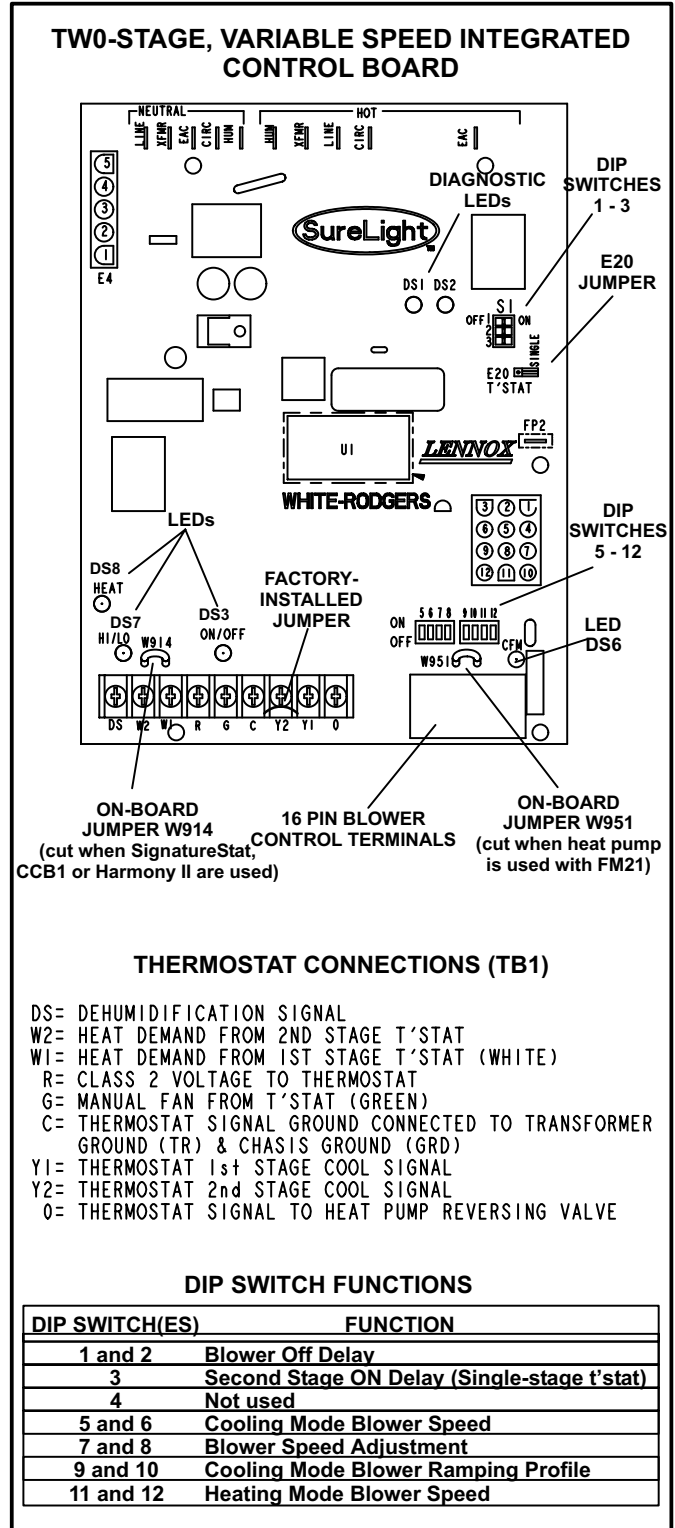 TW0-STAGE, VARIABLE SPEED INTEGRATED
CONTROL BOARD
NEUTRAL
HOT
LINE
XFMR
EAC
CIRC
HUM
HUM
XFMR
LINE
CIRC
EAC
5
4
3
2
1
E4
SureLight™
DIAGNOSTIC
LEDs
DS1 DS2
DIP
SWITCHES
1 - 3
S1
OFF 1 ON
2
3
E20
JUMPER
SINGLE
E20
T'STAT
FP2
U1
LENNOX
WHITE-RODGERS
3 2 1
6 5 4
9 8 7
12 11 10
DIP
SWITCHES
5 - 12
LEDs
DS8
HEAT
DS7
HI/LO
W914
DS3
ON/OFF
FACTORY-
INSTALLED
JUMPER
5 6 7 8 9 10 11 12
ON
OFF
W951
CFM
LED
DS6
DS W2 W1 R G C Y2 Y1 O
ON-BOARD
JUMPER W914
(cut when SignatureStat,
CCB1 or Harmony II are used)
16 PIN BLOWER
CONTROL TERMINALS
ON-BOARD
JUMPER W951
(cut when heat pump
is used with FM21)
THERMOSTAT CONNECTIONS (TB1)
DS= DEHUMIDIFICATION SIGNAL
W2= HEAT DEMAND FROM 2ND STAGE T'STAT
W1= HEAT DEMAND FROM 1ST STAGE T'STAT (WHITE)
R= CLASS 2 VOLTAGE TO THERMOSTAT
G= MANUAL FAN FROM T'STAT (GREEN)
C= THERMOSTAT SIGNAL GROUND CONNECTED TO TRANSFORMER
GROUND (TR) & CHASIS GROUND (GRD)
Y1= THERMOSTAT 1st STAGE COOL SIGNAL
Y2= THERMOSTAT 2nd STAGE COOL SIGNAL
O= THERMOSTAT SIGNAL TO HEAT PUMP REVERSING VALVE
DIP SWITCH FUNCTIONS
DIP SWITCH(ES) FUNCTION
1 and 2 Blower Off Delay
3 Second Stage ON Delay (Single-stage t'stat)
4 Not used
5 and 6 Cooling Mode Blower Speed
7 and 8 Blower Speed Adjustment
9 and 10 Cooling Mode Blower Ramping Profile
11 and 12 Heating Mode Blower Speed